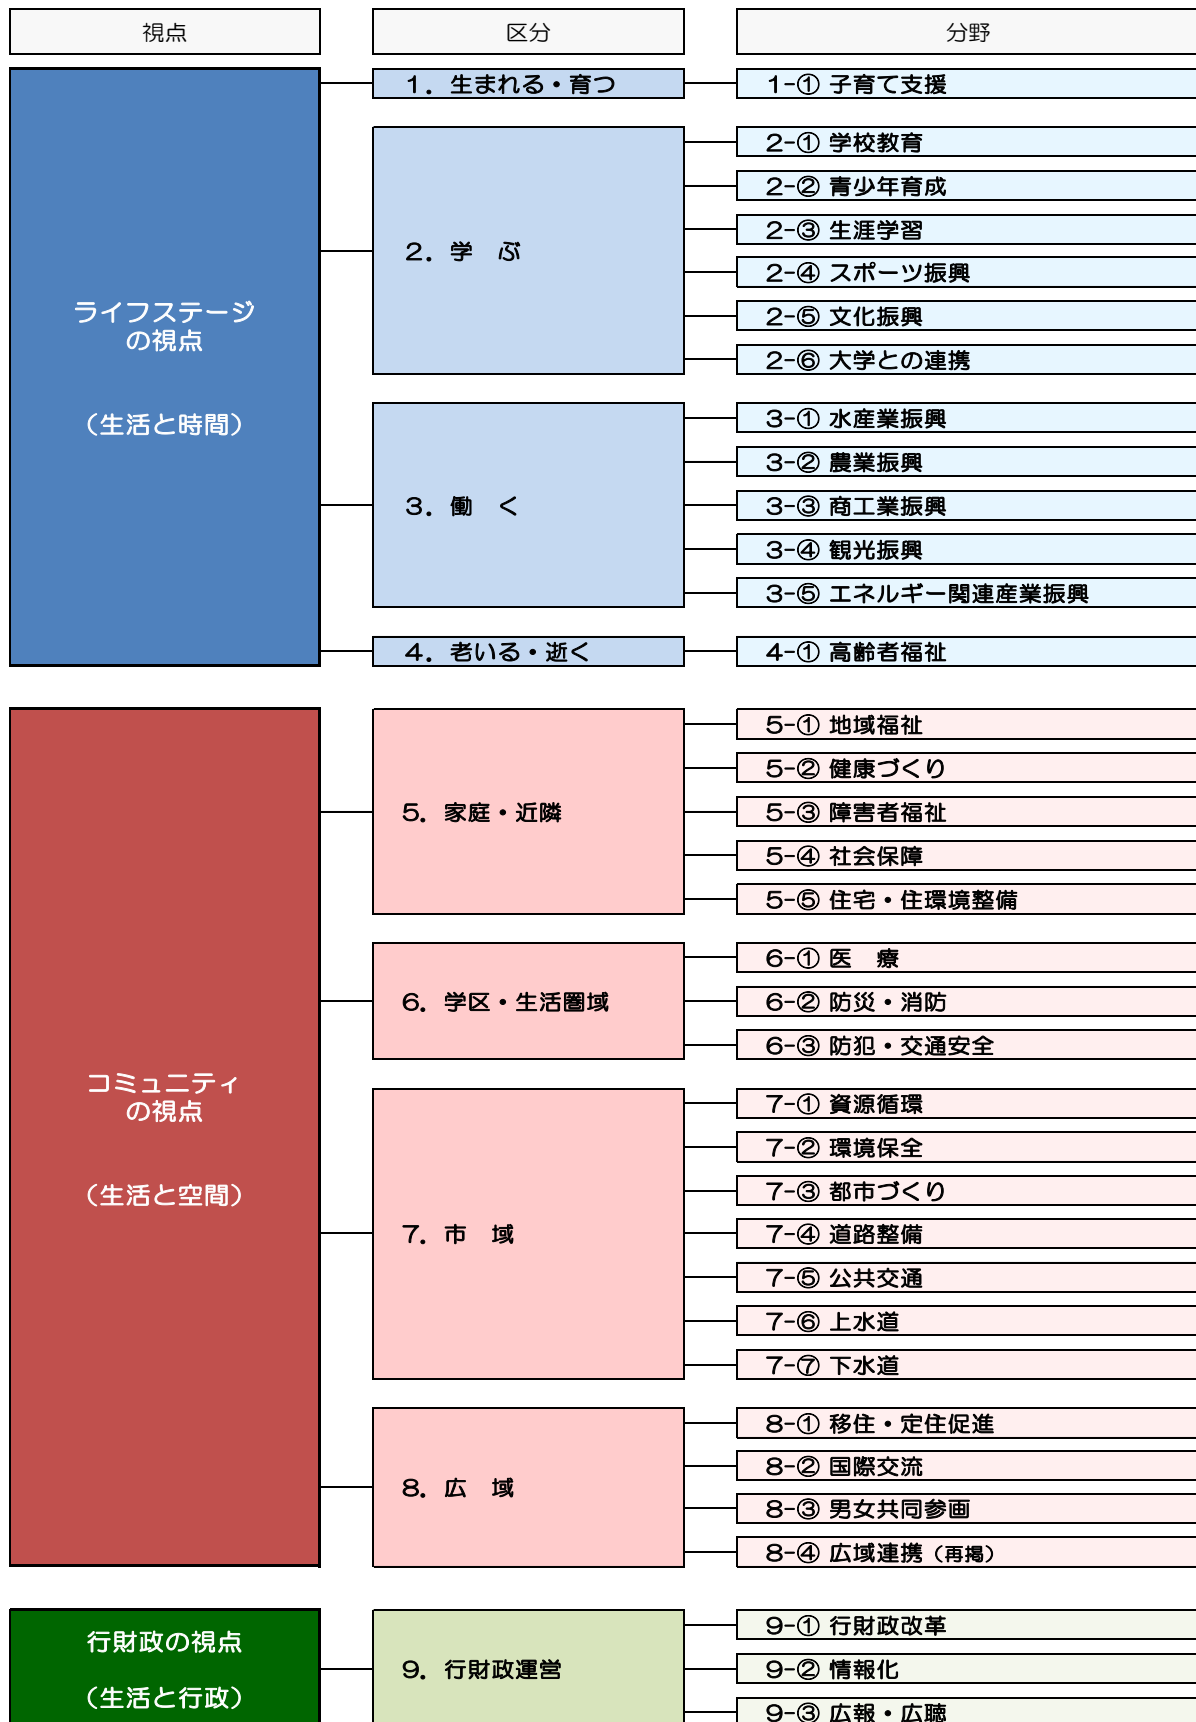 視点
区分
分野
ライフステージ
の視点
（生活と時間）
1．生まれる・育つ
1-① 子育て支援
2．学　ぶ
2-① 学校教育
2-② 青少年育成
2-③ 生涯学習
2-④ スポーツ振興
2-⑤ 文化振興
2-⑥ 大学との連携
3．働　く
3-① 水産業振興
3-② 農業振興
3-③ 商工業振興
3-④ 観光振興
3-⑤ エネルギー関連産業振興
4．老いる・逝く
4-① 高齢者福祉
コミュニティ
の視点
（生活と空間）
5．家庭・近隣
5-① 地域福祉
5-② 健康づくり
5-③ 障害者福祉
5-④ 社会保障
5-⑤ 住宅・住環境整備
6．学区・生活圏域
6-① 医　療
6-② 防災・消防
6-③ 防犯・交通安全
7．市　域
7-① 資源循環
7-② 環境保全
7-③ 都市づくり
7-④ 道路整備
7-⑤ 公共交通
7-⑥ 上水道
7-⑦ 下水道
8．広　域
8-① 移住・定住促進
8-② 国際交流
8-③ 男女共同参画
8-④ 広域連携（再掲）
行財政の視点
（生活と行政）
9．行財政運営
9-① 行財政改革
9-② 情報化
9-③ 広報・広聴